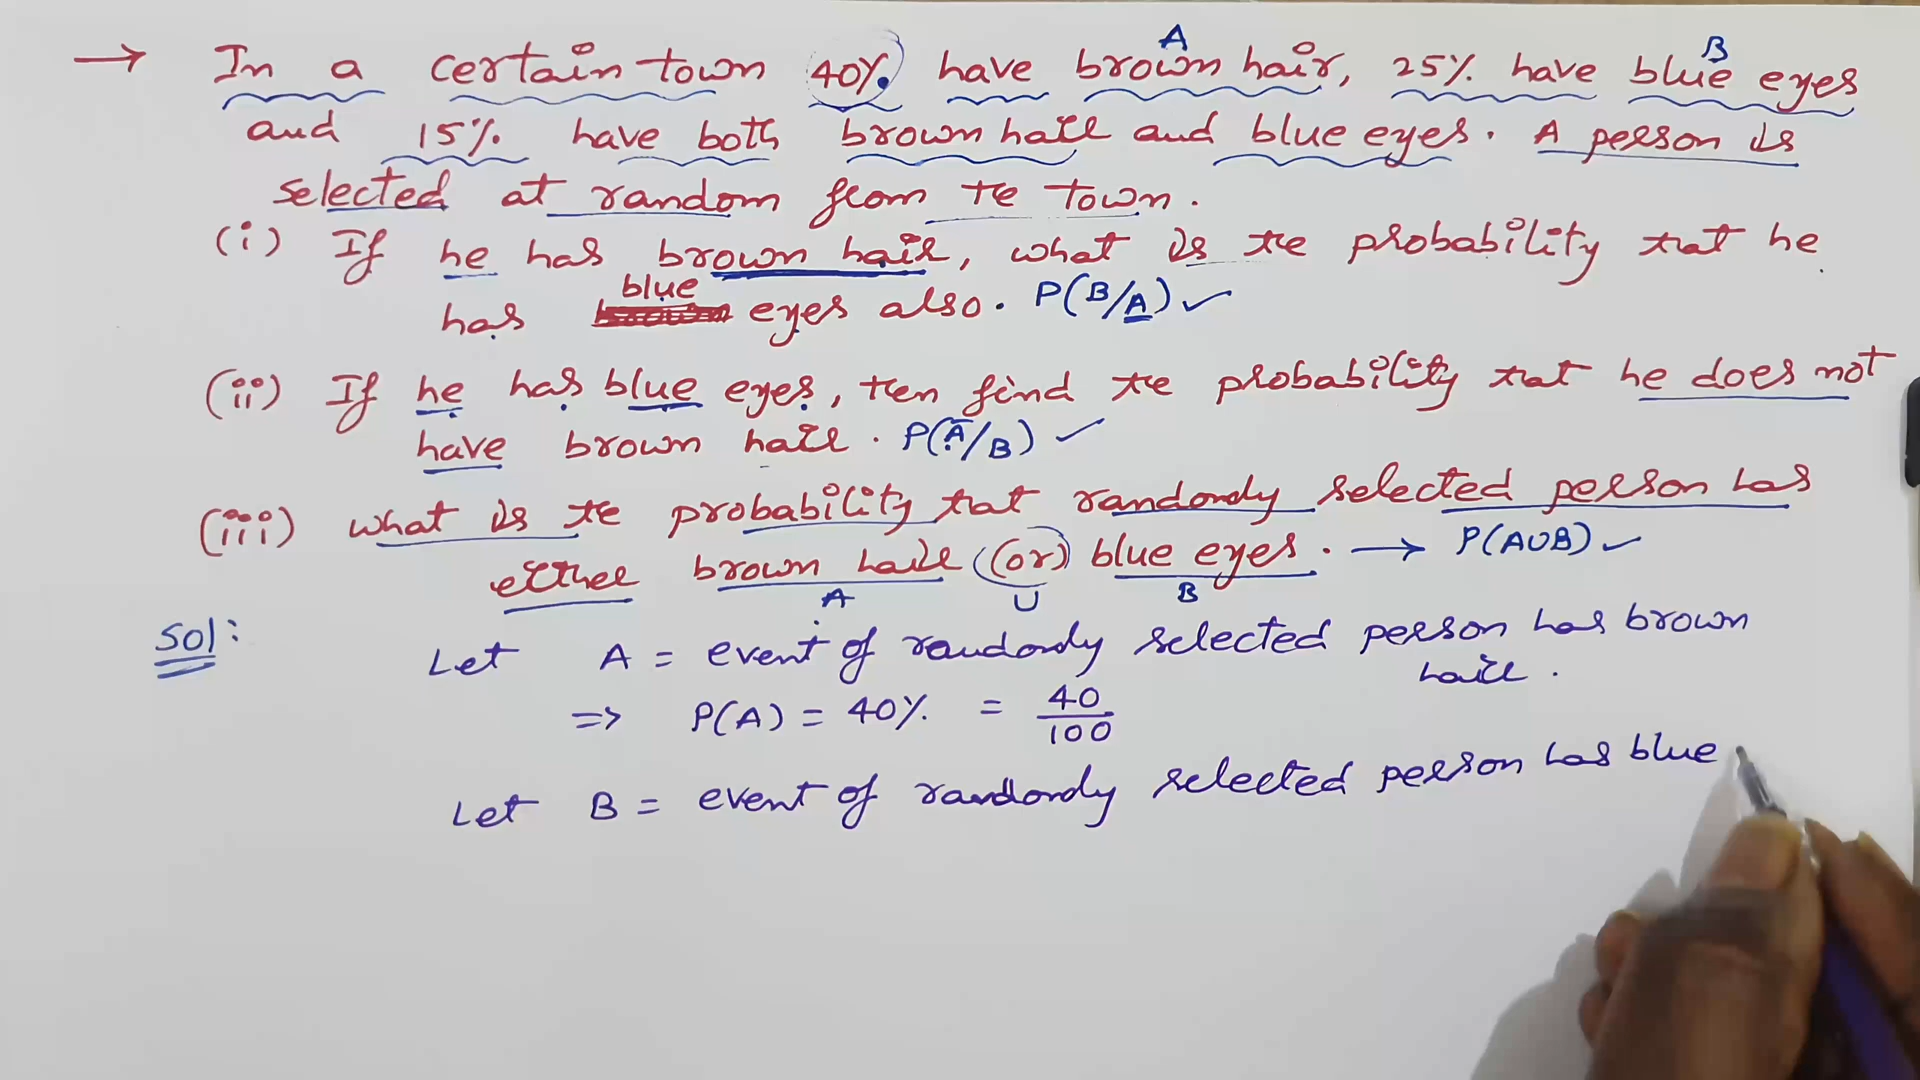 → In a certain town 40% have brown hair, 25% have blue eyes
A
B
and 15% have both brown hair and blue eyes. A person is
selected at random from the town.
(i) If he has brown hair, what is the probability that he
has blue eyes also. P(B/A) ✓
(ii) If he has blue eyes, then find the probability that he does not
have brown hair. P(A̅/B) ✓
(iii) what is the probability that randomly selected person has
either brown hair (or) blue eyes. → P(A∪B) ✓
A ∪ B
Sol:
Let A = event of randomly selected person has brown
hair.
=> P(A) = 40% = 40/100
Let B = event of randomly selected person has blue